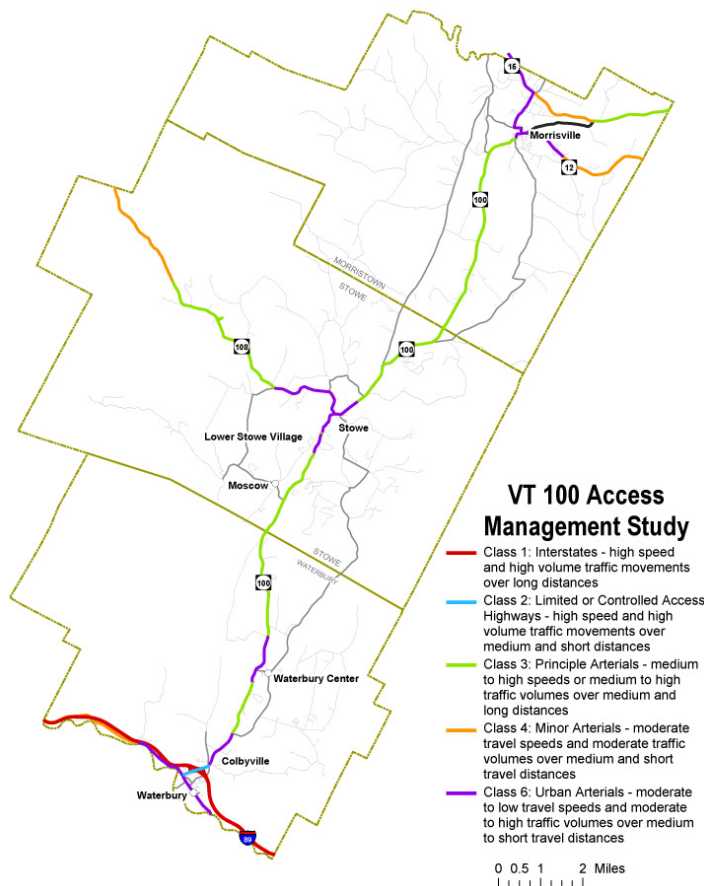 15
Morrisville
12
100
MORRISTOWN
STOWE
108
100
Lower Stowe Village
Stowe
Moscow
STOWE
WATERBURY
100
Waterbury Center
Colbyville
Waterbury
89
VT 100 Access
Management Study
Class 1: Interstates - high speed
and high volume traffic movements
over long distances
Class 2: Limited or Controlled Access
Highways - high speed and high
volume traffic movements over
medium and short distances
Class 3: Principle Arterials - medium
to high speeds or medium to high
traffic volumes over medium and
long distances
Class 4: Minor Arterials - moderate
travel speeds and moderate traffic
volumes over medium and short
travel distances
Class 6: Urban Arterials - moderate
to low travel speeds and moderate
to high traffic volumes over medium
to short travel distances
0 0.5 1 2 Miles